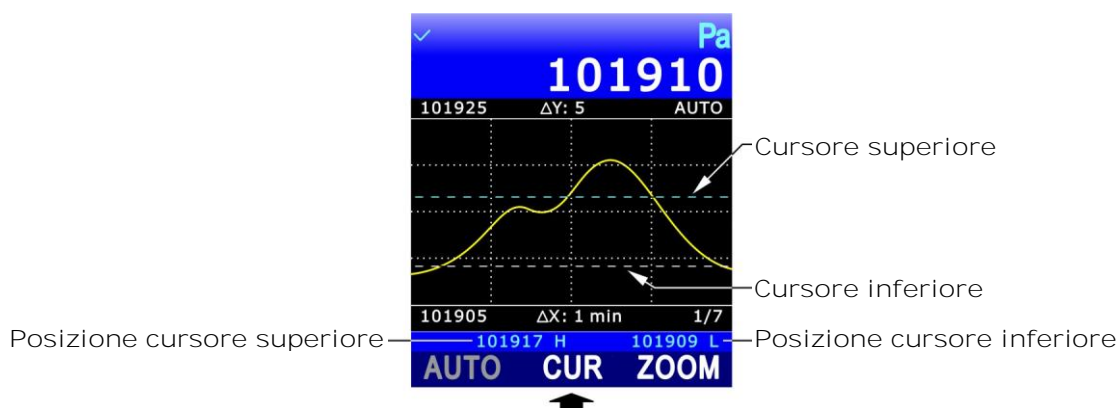 Pa
101910
101925 ΔY: 5 AUTO
Cursore superiore
Cursore inferiore
101905 ΔX: 1 min 1/7
Posizione cursore superiore 101917 H 101909 L Posizione cursore inferiore
AUTO CUR ZOOM